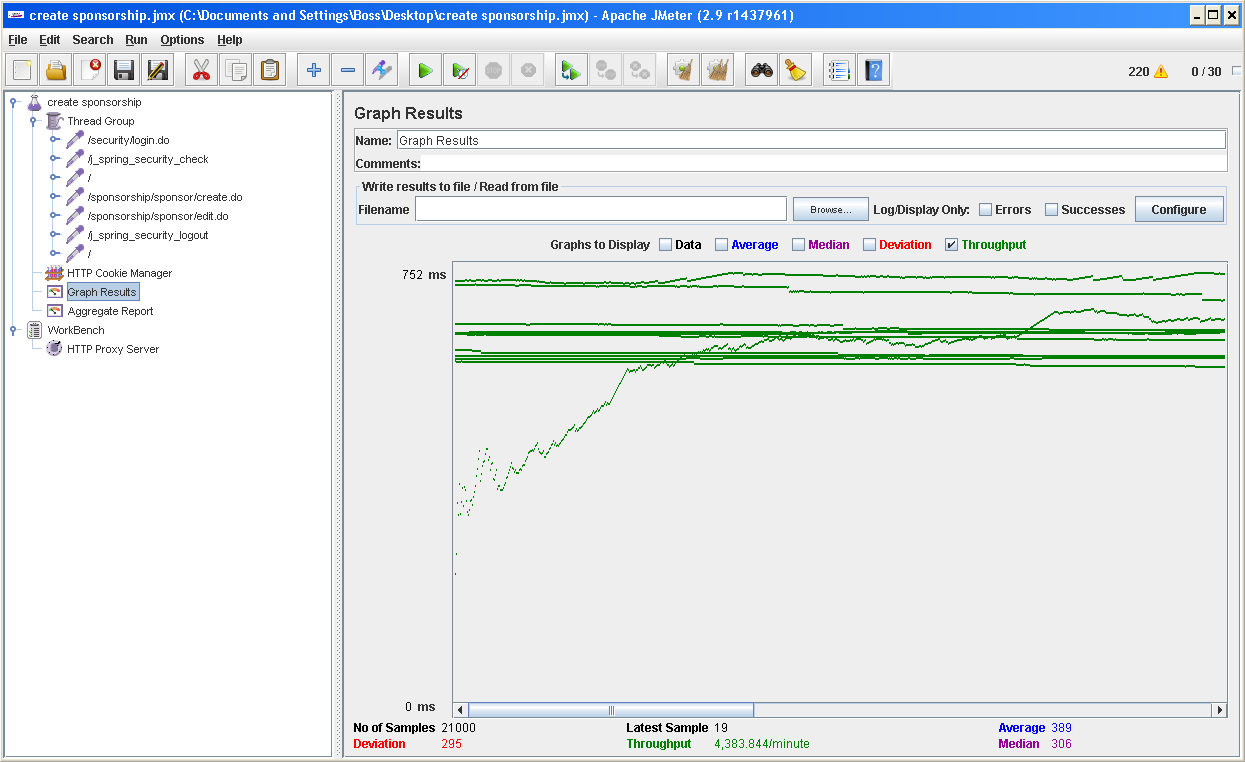 create sponsorship.jmx (C:\Documents and Settings\Boss\Desktop\create sponsorship.jmx) - Apache JMeter (2.9 r1437961)
File Edit Search Run Options Help
220 0 / 30
create sponsorship
Thread Group
/security/login.do
/j_spring_security_check
/
/sponsorship/sponsor/create.do
/sponsorship/sponsor/edit.do
/j_spring_security_logout
/
HTTP Cookie Manager
Graph Results
Aggregate Report
WorkBench
HTTP Proxy Server
Graph Results
Name: Graph Results
Comments:
Write results to file / Read from file
Filename Browse... Log/Display Only: Errors Successes Configure
Graphs to Display Data Average Median Deviation Throughput
752 ms
0 ms
No of Samples 21000 Latest Sample 19 Average 389
Deviation 295 Throughput 4,383.844/minute Median 306